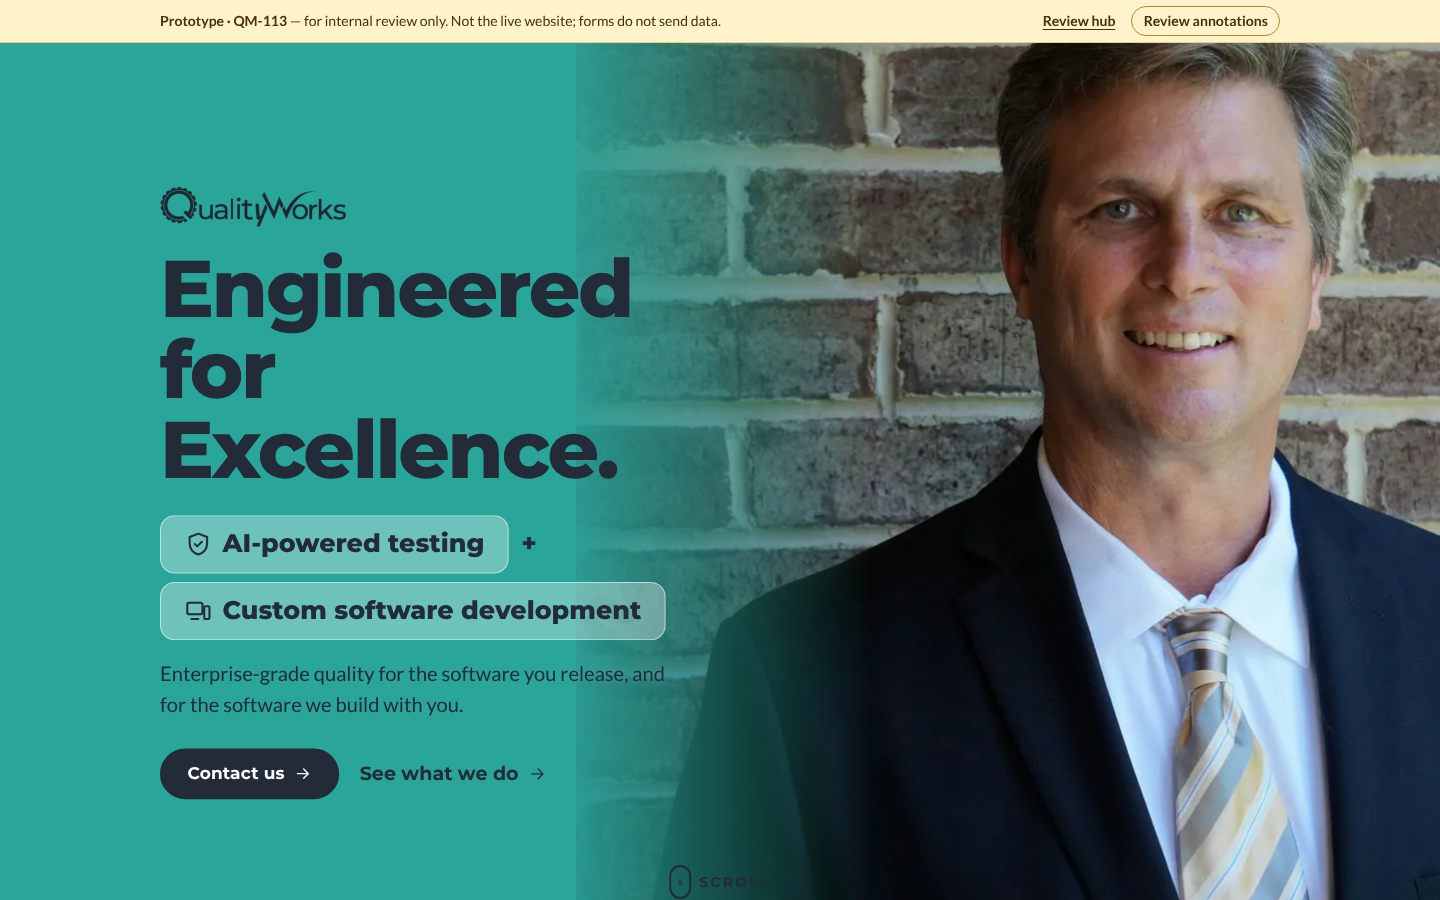 Prototype · QM-113 — for internal review only. Not the live website; forms do not send data.
Review hub
Review annotations
QualityWorks
Engineered
for
Excellence.
AI-powered testing +
Custom software development
Enterprise-grade quality for the software you release, and
for the software we build with you.
Contact us →
See what we do →
SCROLL